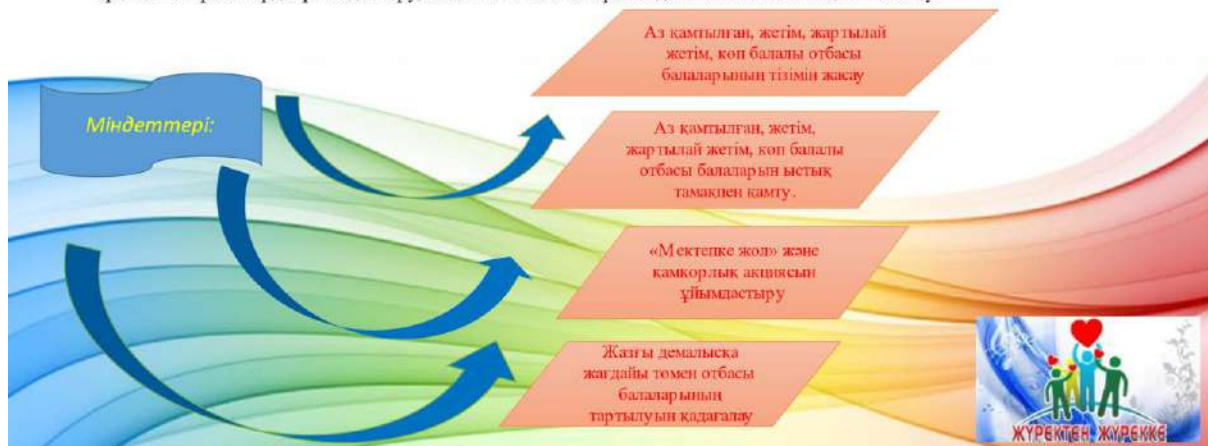 Міндеттері:
Аз қамтылған, жетім, жартылай
жетім, көп балалы отбасы
балаларының тізімін жасау
Аз қамтылған, жетім,
жартылай жетім, көп балалы
отбасы балаларын ыстық
тамақпен қамту.
«Мектепке жол» және
қамқорлық акциясын
ұйымдастыру
Жазғы демалысқа
жағдайы төмен отбасы
балаларының
тартылуын қадағалау
ЖҮРЕКТЕН ЖҮРЕККЕ